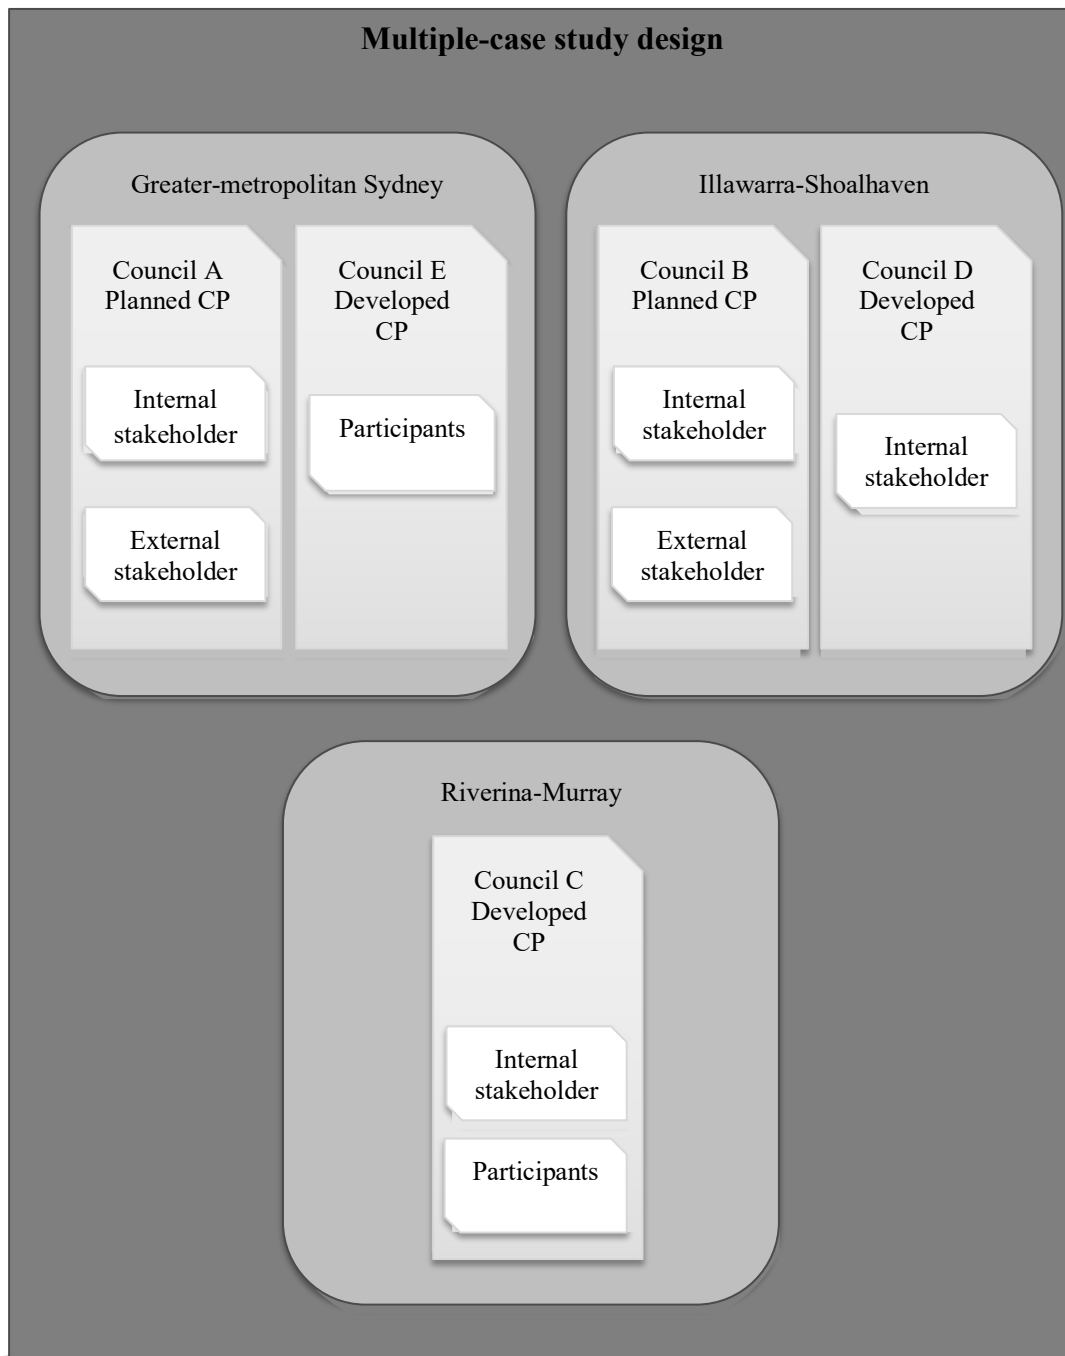 Multiple-case study design
Greater-metropolitan Sydney
Council A
Planned CP
Internal
stakeholder
External
stakeholder
Council E
Developed
CP
Participants
Illawarra-Shoalhaven
Council B
Planned CP
Internal
stakeholder
External
stakeholder
Council D
Developed
CP
Internal
stakeholder
Riverina-Murray
Council C
Developed
CP
Internal
stakeholder
Participants